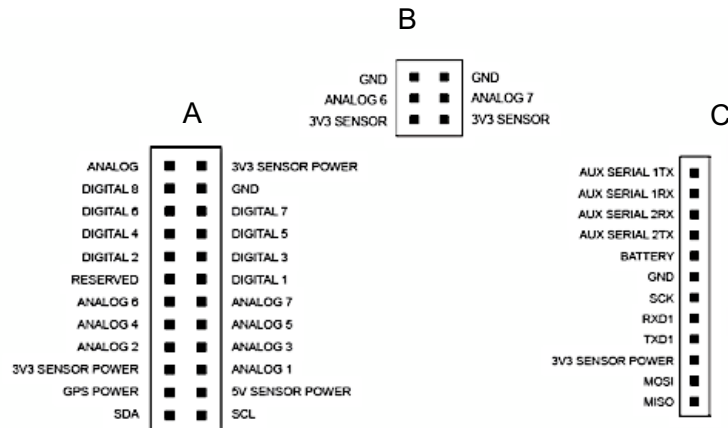 B
GND GND
ANALOG 6 ANALOG 7
3V3 SENSOR 3V3 SENSOR
A
ANALOG 3V3 SENSOR POWER
DIGITAL 8 GND
DIGITAL 6 DIGITAL 7
DIGITAL 4 DIGITAL 5
DIGITAL 2 DIGITAL 3
RESERVED DIGITAL 1
ANALOG 6 ANALOG 7
ANALOG 4 ANALOG 5
ANALOG 2 ANALOG 3
3V3 SENSOR POWER ANALOG 1
GPS POWER 5V SENSOR POWER
SDA SCL
C
AUX SERIAL 1TX
AUX SERIAL 1RX
AUX SERIAL 2RX
AUX SERIAL 2TX
BATTERY
GND
SCK
RXD1
TXD1
3V3 SENSOR POWER
MOSI
MISO